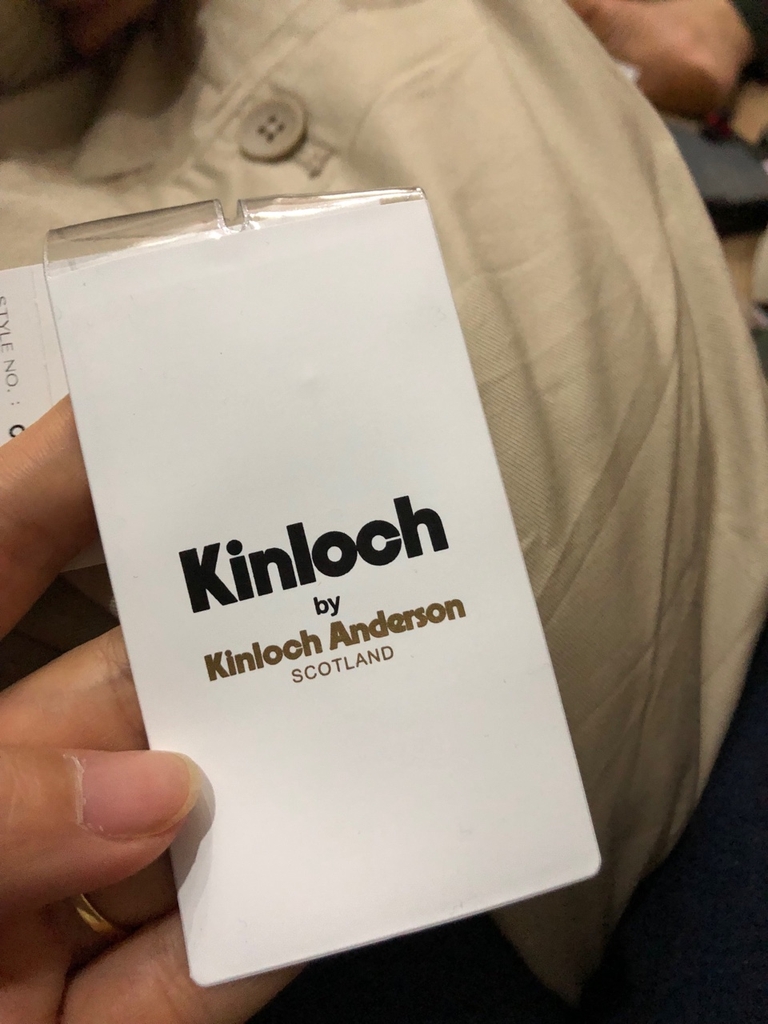 STYLE NO. :
Kinloch
by
Kinloch Anderson
SCOTLAND